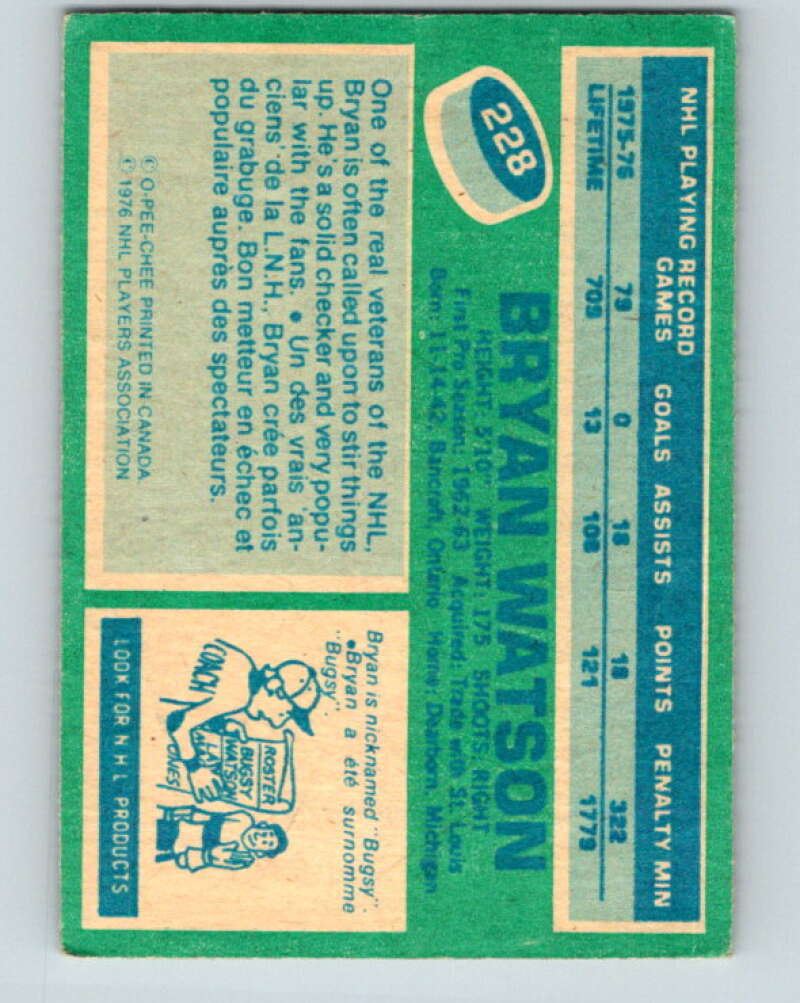 NHL PLAYING RECORD
GAMES GOALS ASSISTS POINTS PENALTY MIN
1975-76 79 0 18 18 322
LIFETIME 705 13 108 121 1779
228
BRYAN WATSON
HEIGHT: 5'10" WEIGHT: 175 SHOOTS: RIGHT
First Pro Season: 1962-63 Acquired: Trade with St. Louis
Born: 11-14-42, Bancroft, Ontario Home: Dearborn, Michigan
One of the real veterans of the NHL,
Bryan is often called upon to stir things
up. He's a solid checker and very popu-
lar with the fans. • Un des vrais 'an-
ciens' de la L.N.H., Bryan crée parfois
du grabuge. Bon metteur en échec et
populaire auprès des spectateurs.
© O-PEE-CHEE PRINTED IN CANADA
© 1976 NHL PLAYERS ASSOCIATION
Bryan is nicknamed "Bugsy".
•Bryan a été surnomme
"Bugsy".
COACH
ROSTER
BUGSY
WATSON
JONES
LOOK FOR NHL PRODUCTS